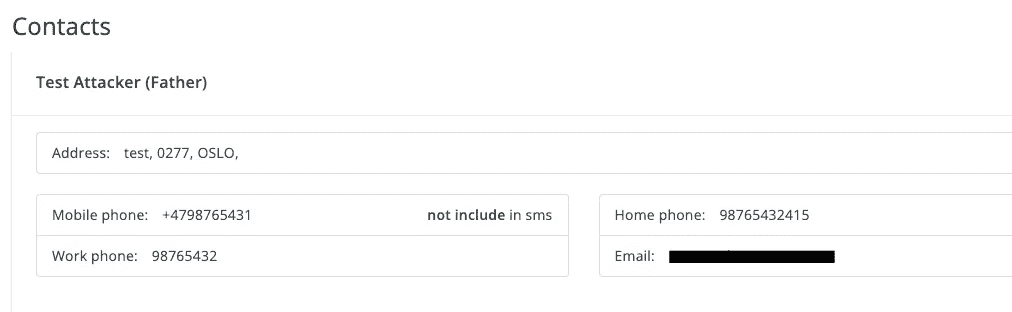 Contacts
Test Attacker (Father)
Address: test, 0277, OSLO,
Mobile phone: +4798765431 not include in sms
Home phone: 98765432415
Work phone: 98765432
Email: